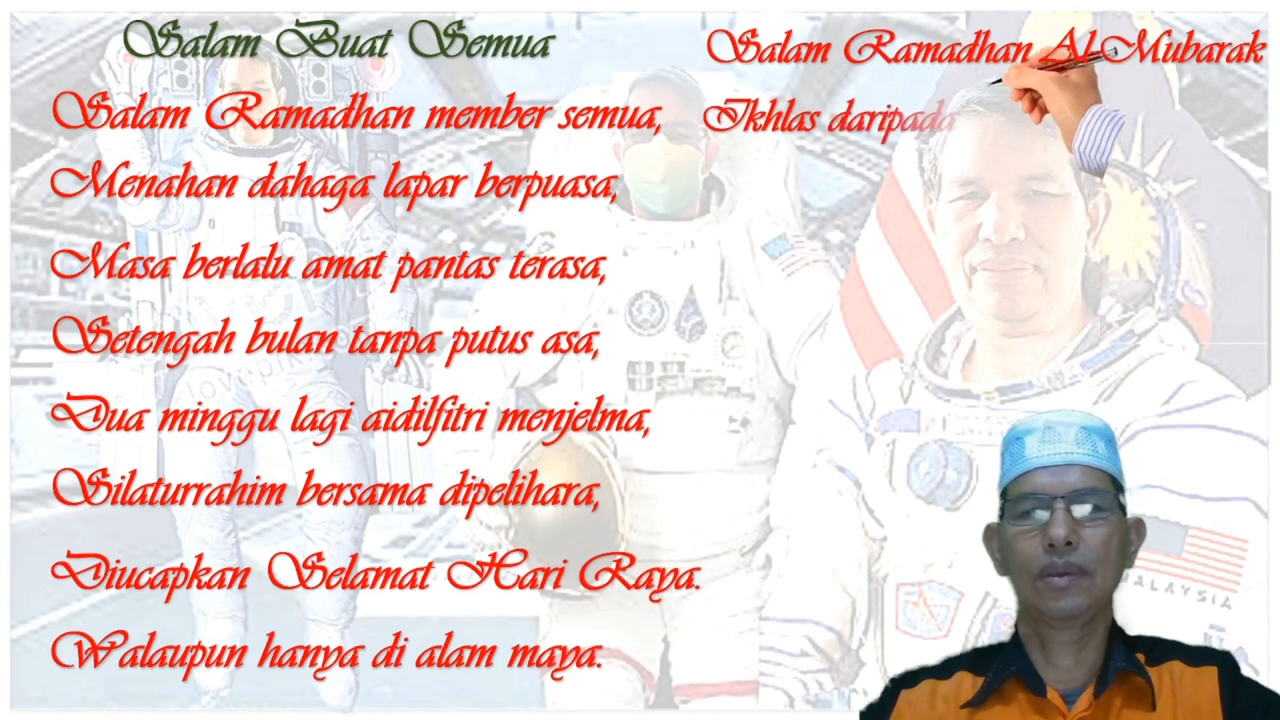 Salam Buat Semua
Salam Ramadhan member semua,
Menahan dahaga lapar berpuasa,
Masa berlalu amat pantas terasa,
Setengah bulan tanpa putus asa,
Dua minggu lagi aidilfitri menjelma,
Silaturrahim bersama dipelihara,
Diucapkan Selamat Hari Raya.
Walaupun hanya di alam maya.
Salam Ramadhan Al-Mubarak
Ikhlas daripada
MALAYSIA